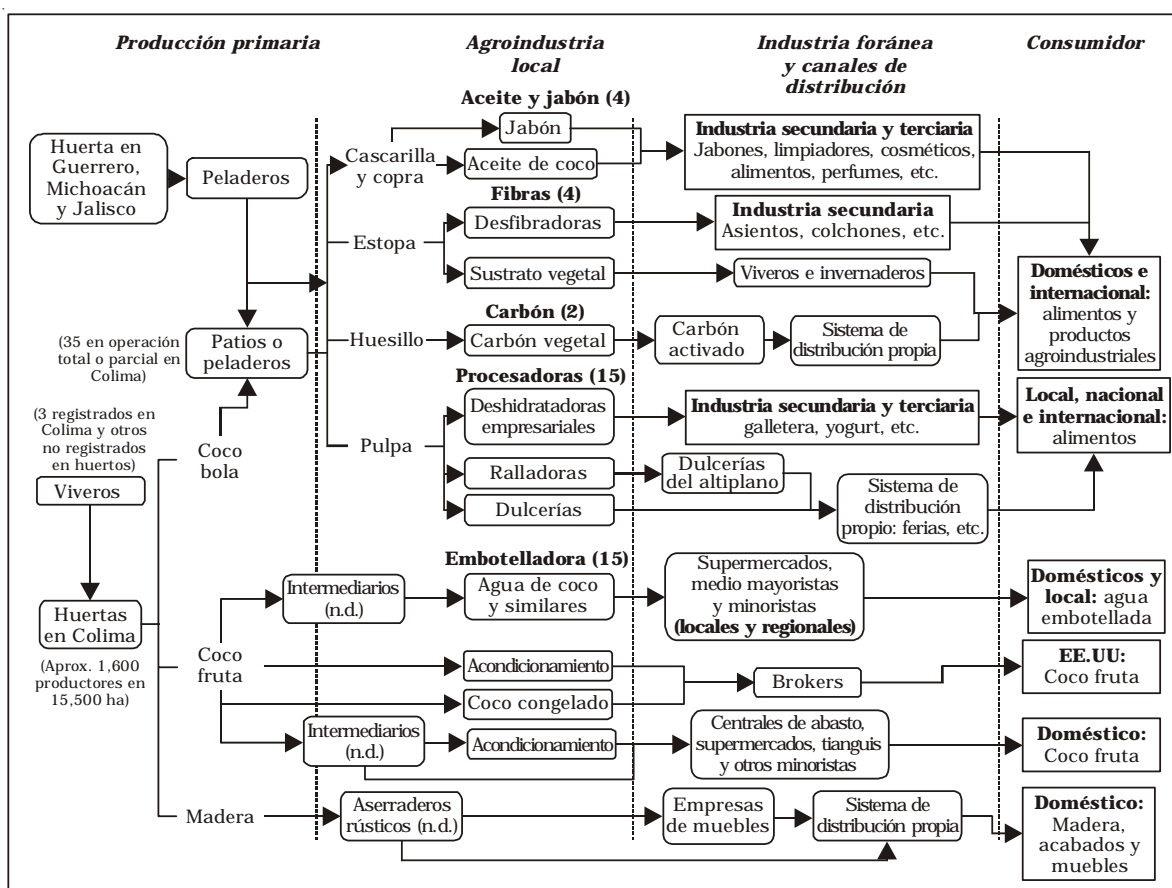 Producción primaria
Agroindustria
local
Industria foránea
y canales de
distribución
Consumidor
Aceite y jabón (4)
Huerta en
Guerrero,
Michoacán
y Jalisco
Peladeros
Cascarilla
y copra
Jabón
Aceite de coco
Industria secundaria y terciaria
Jabones, limpiadores, cosméticos,
alimentos, perfumes, etc.
Fibras (4)
Estopa
Desfibradoras
Industria secundaria
Asientos, colchones, etc.
Sustrato vegetal
Viveros e invernaderos
Domésticos e
internacional:
alimentos y
productos
agroindustriales
Carbón (2)
(35 en operación
total o parcial en
Colima)
Patios o
peladeros
Huesillo
Carbón vegetal
Carbón
activado
Sistema de
distribución propia
Procesadoras (15)
(3 registrados en
Colima y otros
no registrados
en huertos)
Viveros
Coco
bola
Pulpa
Deshidratadoras
empresariales
Industria secundaria y terciaria
galletera, yogurt, etc.
Local, nacional
e internacional:
alimentos
Ralladoras
Dulcerías
del altiplano
Dulcerías
Sistema de
distribución
propio: ferias, etc.
Embotelladora (15)
Huertas
en Colima
(Aprox. 1,600
productores en
15,500 ha)
Intermediarios
(n.d.)
Agua de coco
y similares
Supermercados,
medio mayoristas
y minoristas
(locales y regionales)
Domésticos y
local: agua
embotellada
Coco
fruta
Acondicionamiento
Coco congelado
Brokers
EE.UU:
Coco fruta
Intermediarios
(n.d.)
Acondicionamiento
Centrales de abasto,
supermercados, tianguis
y otros minoristas
Doméstico:
Coco fruta
Madera
Aserraderos
rústicos (n.d.)
Empresas
de muebles
Sistema de
distribución propia
Doméstico:
Madera,
acabados y
muebles